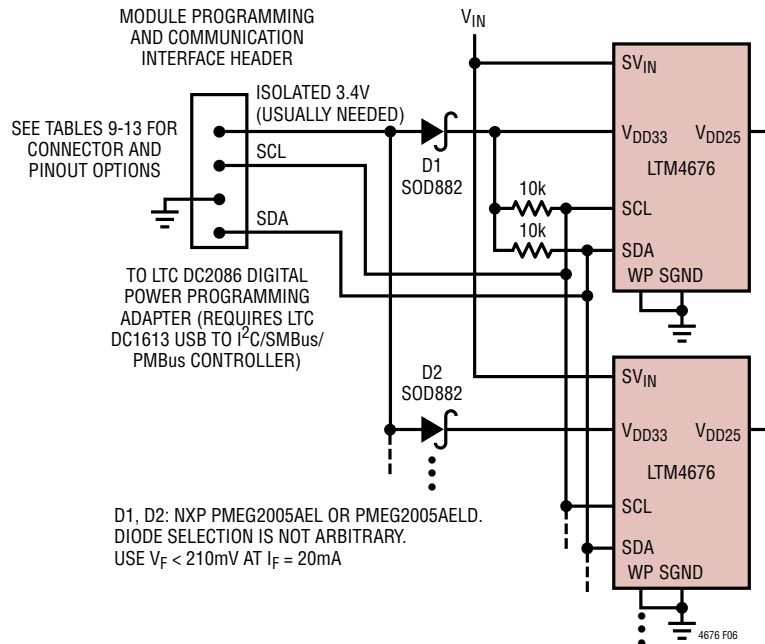 MODULE PROGRAMMING
AND COMMUNICATION
INTERFACE HEADER
VIN
ISOLATED 3.4V
(USUALLY NEEDED)
SEE TABLES 9-13 FOR
CONNECTOR AND
PINOUT OPTIONS
SCL
SDA
D1
SOD882
10k
10k
SVIN
VDD33 VDD25
LTM4676
SCL
SDA
WP SGND
TO LTC DC2086 DIGITAL
POWER PROGRAMMING
ADAPTER (REQUIRES LTC
DC1613 USB TO I2C/SMBus/
PMBus CONTROLLER)
D2
SOD882
SVIN
VDD33 VDD25
LTM4676
SCL
SDA
WP SGND
D1, D2: NXP PMEG2005AEL OR PMEG2005AELD.
DIODE SELECTION IS NOT ARBITRARY.
USE VF < 210mV AT IF = 20mA
4676 F06